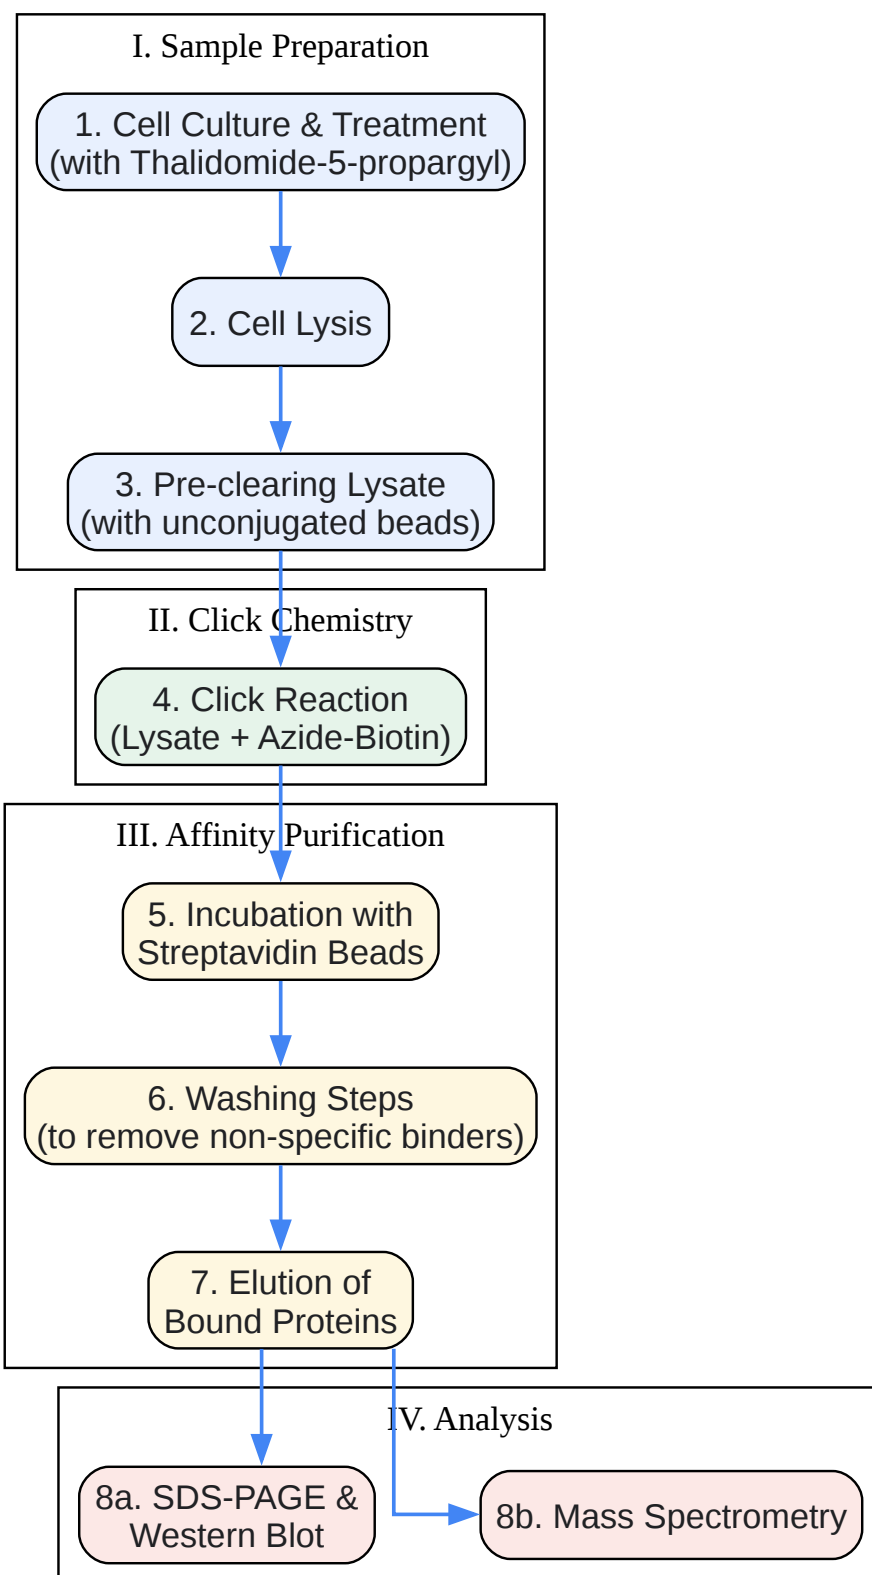 I. Sample Preparation
1. Cell Culture & Treatment
(with Thalidomide-5-propargyl)
2. Cell Lysis
3. Pre-clearing Lysate
(with unconjugated beads)
II. Click Chemistry
4. Click Reaction
(Lysate + Azide-Biotin)
III. Affinity Purification
5. Incubation with
Streptavidin Beads
6. Washing Steps
(to remove non-specific binders)
7. Elution of
Bound Proteins
IV. Analysis
8a. SDS-PAGE &
Western Blot
8b. Mass Spectrometry